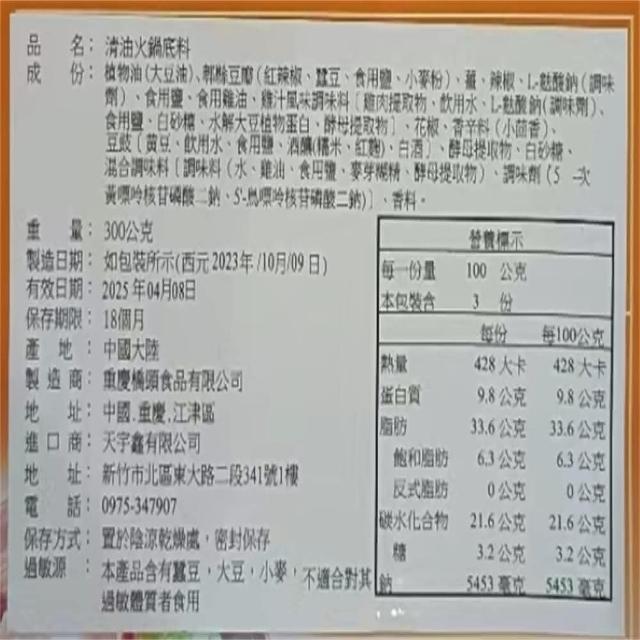 品 名：清油火鍋底料
成 份：植物油(大豆油)、郫縣豆瓣(紅辣椒、蠶豆、食用鹽、小麥粉)、薑、辣椒、L-麩酸鈉(調味
劑)、食用鹽、食用雞油、雞汁風味調味料[雞肉提取物、飲用水、L-麩酸鈉(調味劑)、
食用鹽、白砂糖、水解大豆植物蛋白、酵母提取物]、花椒、香辛料(小茴香)、
豆豉[黃豆、飲用水、食用鹽、酒釀(糯米、紅麴)、白酒]、酵母提取物、白砂糖、
混合調味料[調味料(水、雞油、食用鹽、麥芽糊精、酵母提取物)、調味劑(5 -次
黃嘌呤核苷磷酸二鈉、5-鳥嘌呤核苷磷酸二鈉)]、香料。
重 量：300公克
製造日期：如包裝所示(西元2023年/10月/09日)
有效日期：2025年04月08日
保存期限：18個月
產 地：中國大陸
製 造 商：重慶橋頭食品有限公司
地 址：中國.重慶.江津區
進 口 商：天宇鑫有限公司
地 址：新竹市北區東大路二段341號1樓
電 話：0975-347907
保存方式：置於陰涼乾燥處，密封保存
過敏源：本產品含有蠶豆，大豆，小麥，不適合對其
過敏體質者食用
營養標示
每一份量 100 公克
本包裝含 3 份
每份 每100公克
熱量 428大卡 428大卡
蛋白質 9.8公克 9.8公克
脂肪 33.6公克 33.6公克
飽和脂肪 6.3公克 6.3公克
反式脂肪 0公克 0公克
碳水化合物 21.6公克 21.6公克
糖 3.2公克 3.2公克
鈉 5453毫克 5453毫克